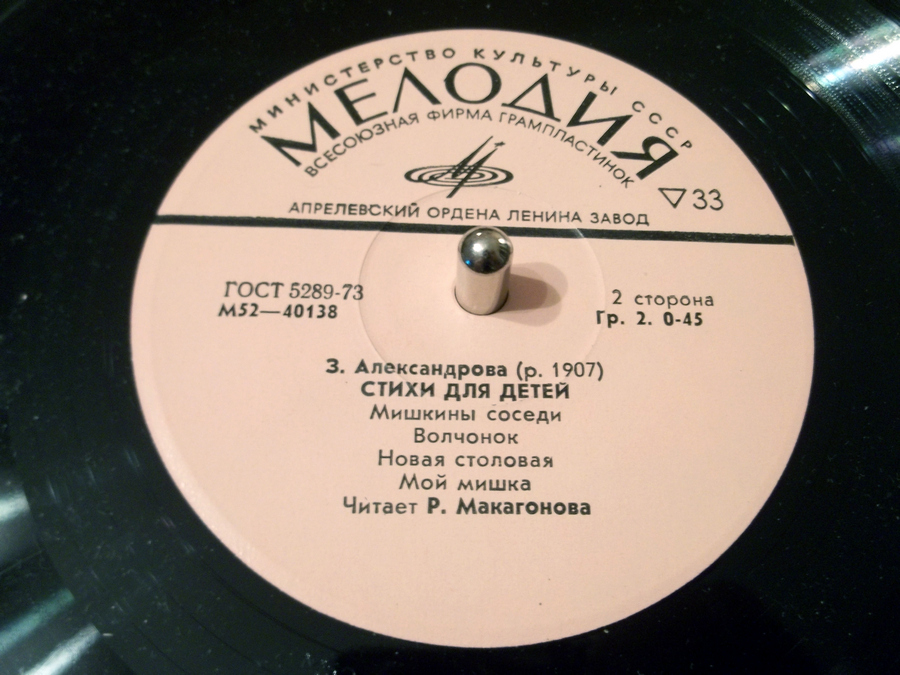 МИНИСТЕРСТВО КУЛЬТУРЫ СССР
МЕЛОДИЯ
ВСЕСОЮЗНАЯ ФИРМА ГРАМПЛАСТИНОК
▽33
АПРЕЛЕВСКИЙ ОРДЕНА ЛЕНИНА ЗАВОД
ГОСТ 5289-73
М52—40138
2 сторона
Гр. 2. 0-45
З. Александрова (р. 1907)
СТИХИ ДЛЯ ДЕТЕЙ
Мишкины соседи
Волчонок
Новая столовая
Мой мишка
Читает Р. Макагонова